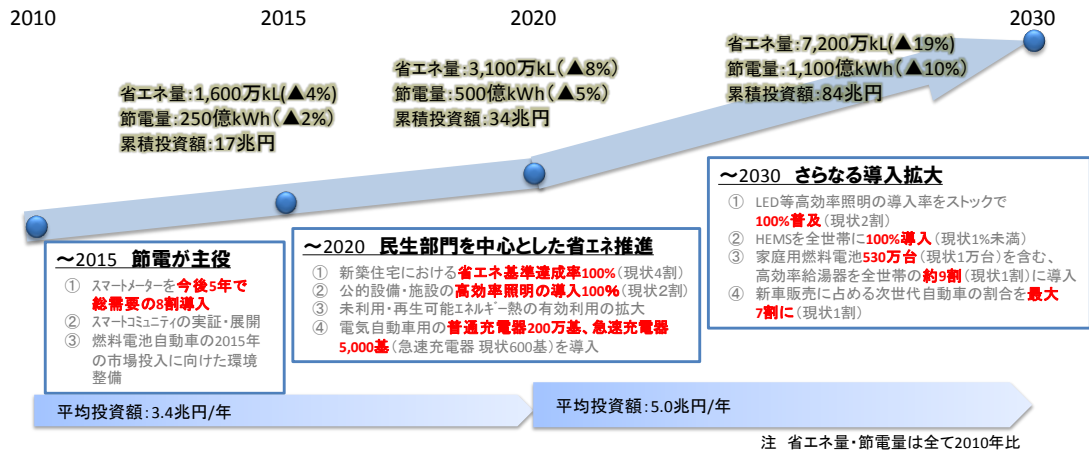 2010
2015
2020
2030
省エネ量:1,600万kL(▲4%)
節電量:250億kWh(▲2%)
累積投資額:17兆円
省エネ量:3,100万kL(▲8%)
節電量:500億kWh(▲5%)
累積投資額:34兆円
省エネ量:7,200万kL(▲19%)
節電量:1,100億kWh(▲10%)
累積投資額:84兆円
~2015 節電が主役
① スマートメーターを今後5年で
総需要の8割導入
② スマートコミュニティの実証・展開
③ 燃料電池自動車の2015年
の市場投入に向けた環境
整備
~2020 民生部門を中心とした省エネ推進
① 新築住宅における省エネ基準達成率100%(現状4割)
② 公的設備・施設の高効率照明の導入100%(現状2割)
③ 未利用・再生可能エネルギー熱の有効利用の拡大
④ 電気自動車用の普通充電器200万基、急速充電器
5,000基(急速充電器 現状600基)を導入
~2030 さらなる導入拡大
① LED等高効率照明の導入率をストックで
100%普及(現状2割)
② HEMSを全世帯に100%導入(現状1%未満)
③ 家庭用燃料電池530万台(現状1万台)を含む、
高効率給湯器を全世帯の約9割(現状1割)に導入
④ 新車販売に占める次世代自動車の割合を最大
7割に(現状1割)
平均投資額:3.4兆円/年
平均投資額:5.0兆円/年
注 省エネ量・節電量は全て2010年比